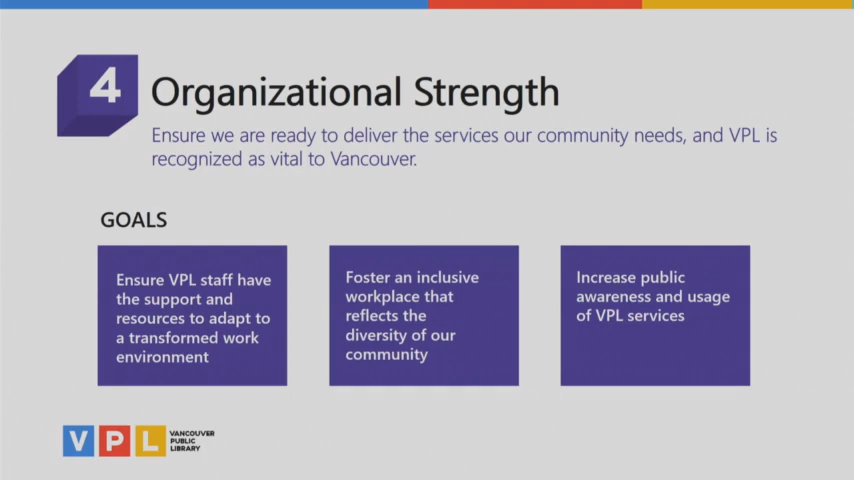 4
Organizational Strength
Ensure we are ready to deliver the services our community needs, and VPL is
recognized as vital to Vancouver.
GOALS
Ensure VPL staff have
the support and
resources to adapt to
a transformed work
environment
Foster an inclusive
workplace that
reflects the
diversity of our
community
Increase public
awareness and usage
of VPL services
VPL
VANCOUVER
PUBLIC
LIBRARY